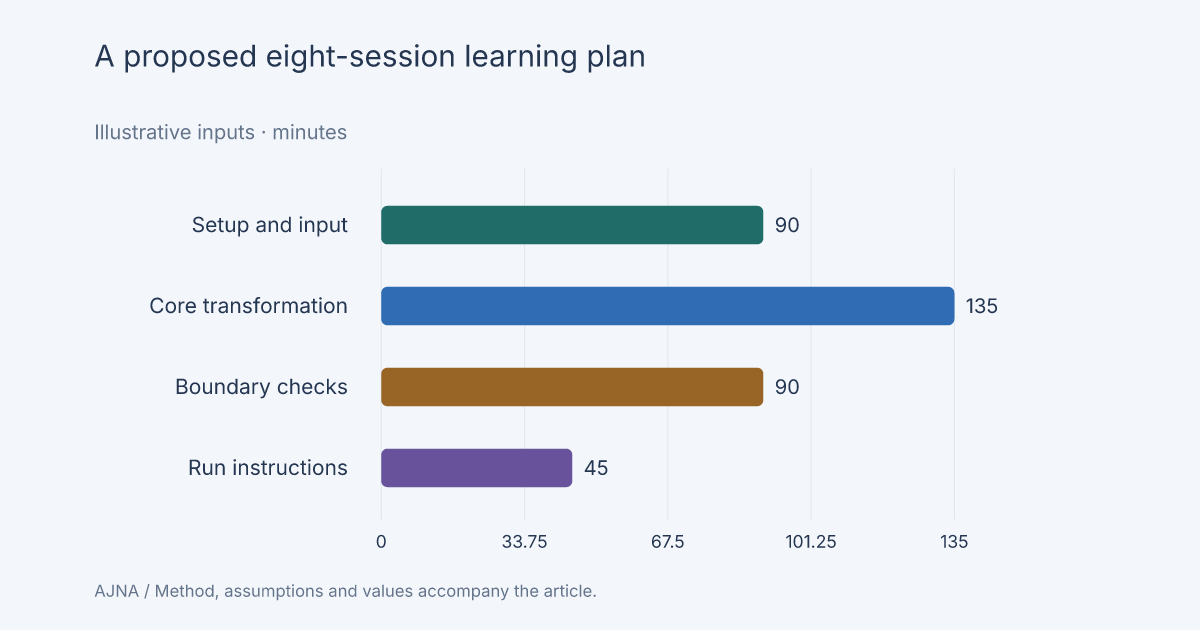 A proposed eight-session learning plan
Illustrative inputs · minutes
Setup and input 90
Core transformation 135
Boundary checks 90
Run instructions 45
0 33.75 67.5 101.25 135
AJNA / Method, assumptions and values accompany the article.